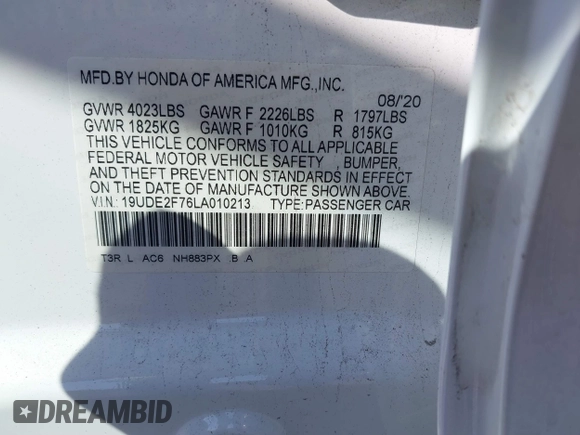 MFD.BY HONDA OF AMERICA MFG.,INC.
08/'20
GVWR 4023LBS GAWR F 2226LBS R 1797LBS
GVWR 1825KG GAWR F 1010KG R 815KG
THIS VEHICLE CONFORMS TO ALL APPLICABLE
FEDERAL MOTOR VEHICLE SAFETY , BUMPER,
AND THEFT PREVENTION STANDARDS IN EFFECT
ON THE DATE OF MANUFACTURE SHOWN ABOVE.
V.I.N: 19UDE2F76LA010213 TYPE:PASSENGER CAR
T3R L AC6 NH883PX .B A
DREAMBID